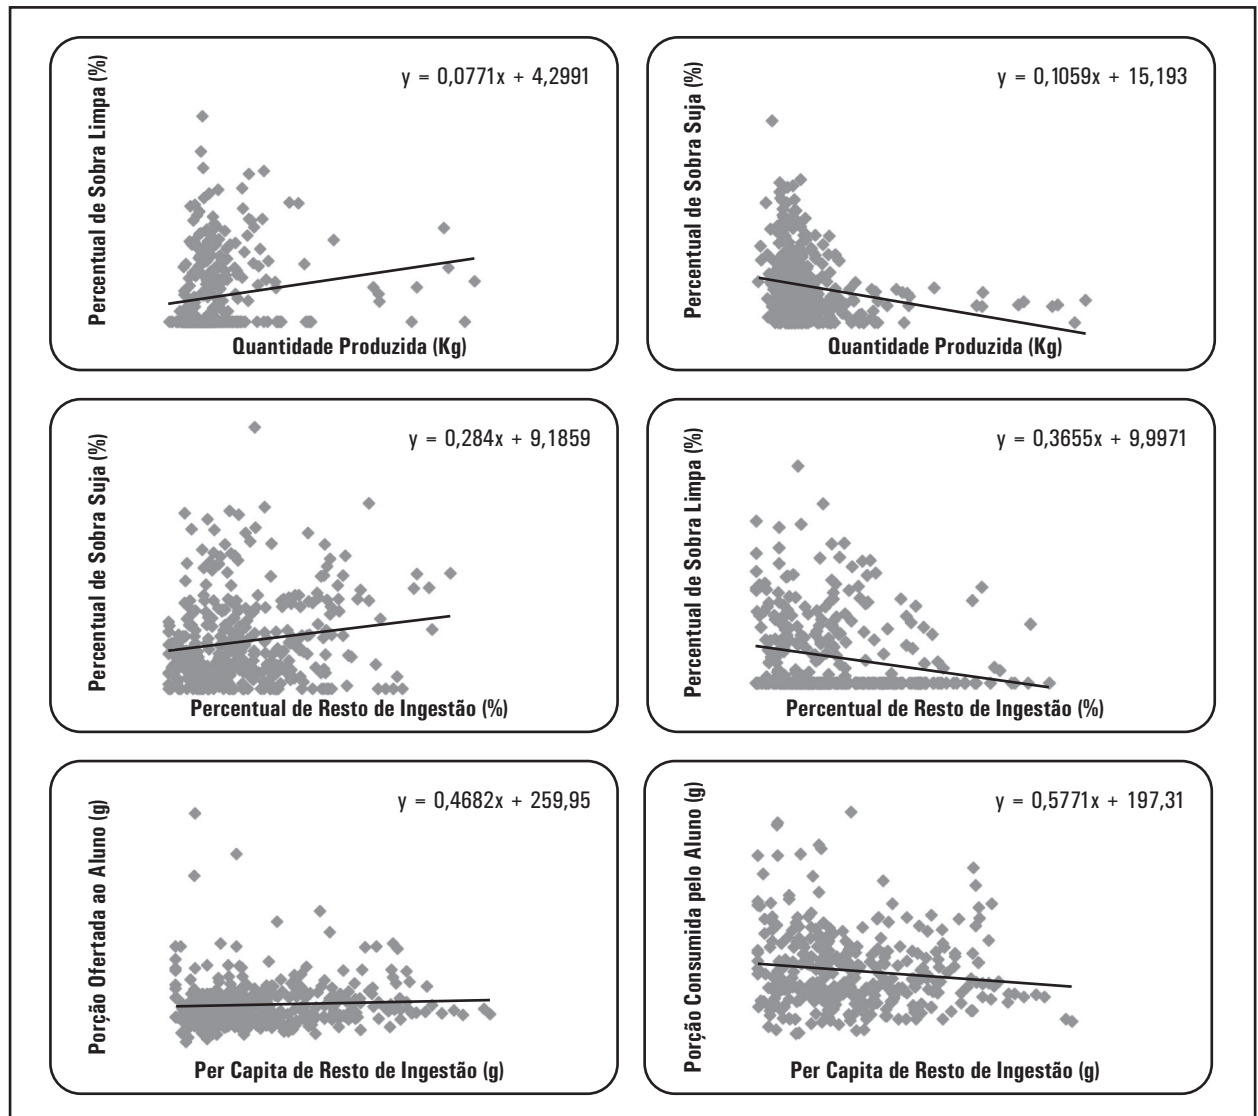 Percentual de Sobra Limpa (%)
y = 0,0771x + 4,2991
Quantidade Produzida (Kg)
Percentual de Sobra Suja (%)
y = 0,1059x + 15,193
Quantidade Produzida (Kg)
Percentual de Sobra Suja (%)
y = 0,284x + 9,1859
Percentual de Resto de Ingestão (%)
Percentual de Sobra Limpa (%)
y = 0,3655x + 9,9971
Percentual de Resto de Ingestão (%)
Porção Ofertada ao Aluno (g)
y = 0,4682x + 259,95
Per Capita de Resto de Ingestão (g)
Porção Consumida pelo Aluno (g)
y = 0,5771x + 197,31
Per Capita de Resto de Ingestão (g)